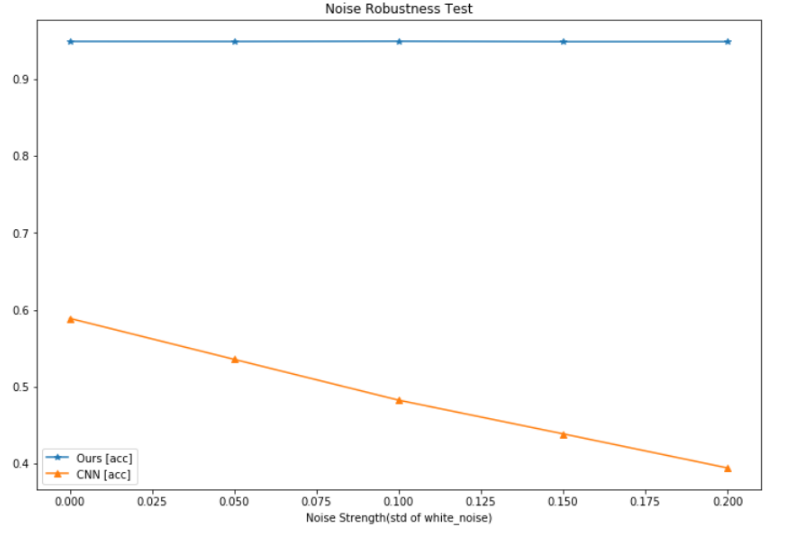 Noise Robustness Test
0.9
0.8
0.7
0.6
0.5
0.4
Ours [acc]
CNN [acc]
0.000 0.025 0.050 0.075 0.100 0.125 0.150 0.175 0.200
Noise Strength(std of white_noise)